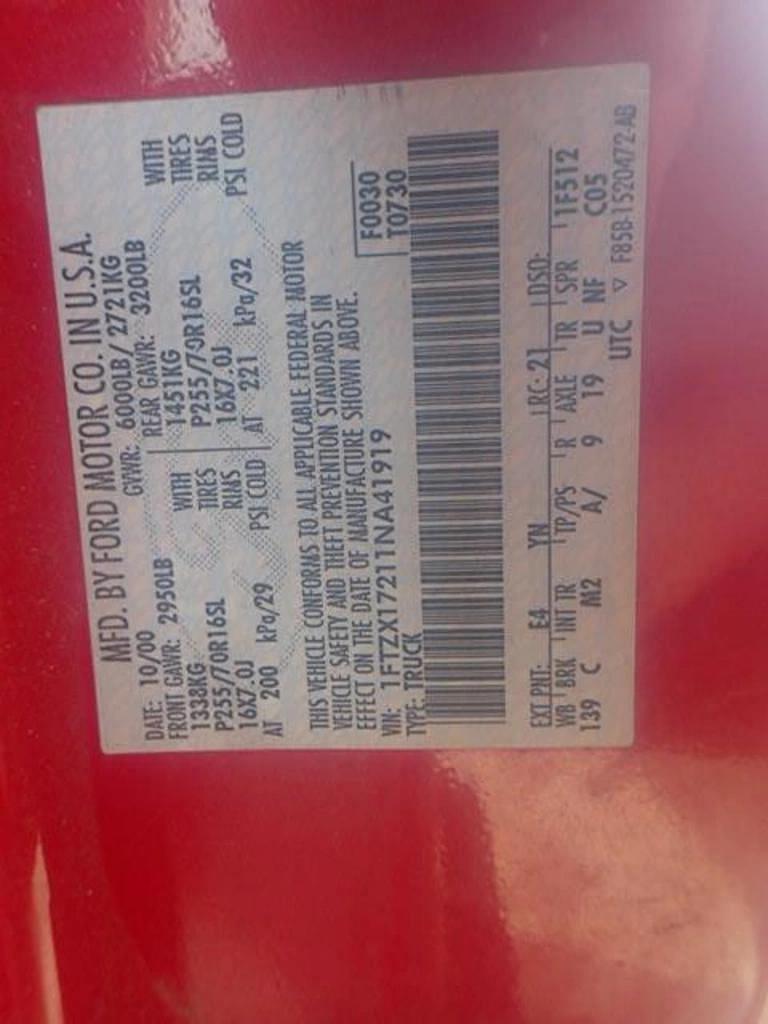 MFD. BY FORD MOTOR CO. IN U.S.A.
DATE: 10/00 GVWR: 6000LB/ 2721KG
FRONT GAWR: 2950LB REAR GAWR: 3200LB
1338KG WITH 1451KG WITH
P255/70R16SL TIRES P255/70R16SL TIRES
16X7.0J RIMS 16X7.0J RIMS
AT 200 kPa/29 PSI COLD AT 221 kPa/32 PSI COLD
THIS VEHICLE CONFORMS TO ALL APPLICABLE FEDERAL MOTOR
VEHICLE SAFETY AND THEFT PREVENTION STANDARDS IN
EFFECT ON THE DATE OF MANUFACTURE SHOWN ABOVE.
VIN: 1FTZX17211NA41919 F0030
TYPE: TRUCK T0730
EXT PNT: E4 YN RC: 21 DSO:
WB BRK INT TR TP/PS R AXLE TR SPR 1F512
139 C M2 A/ 9 19 U NF C05
UTC ▽ F85B-1520472-AB